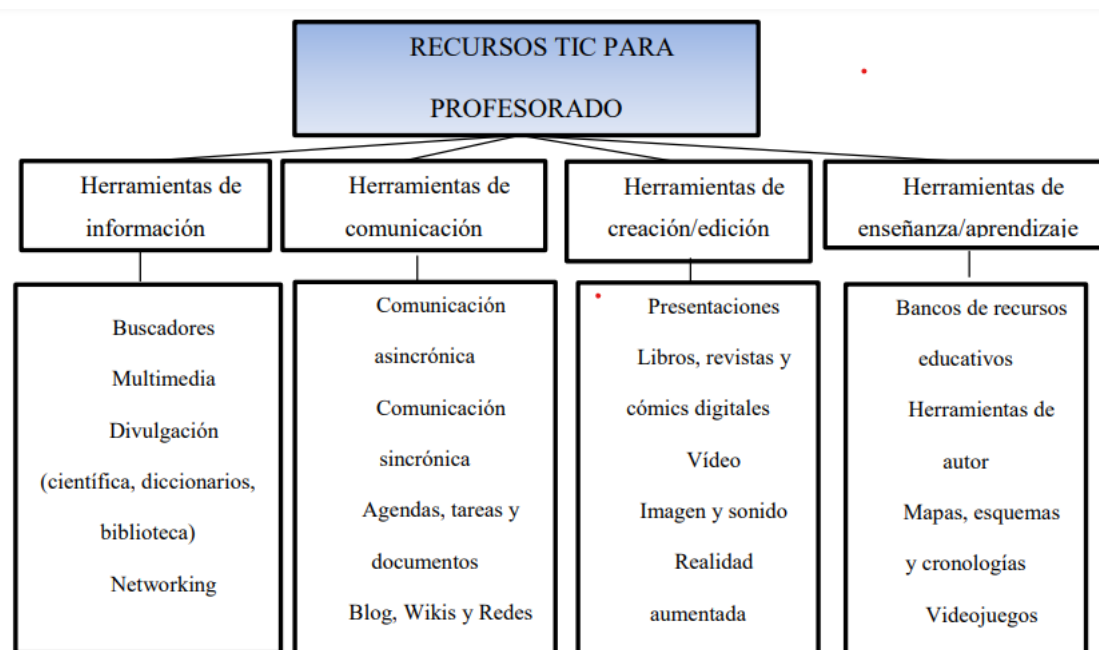 RECURSOS TIC PARA
PROFESORADO
Herramientas de
información
Herramientas de
comunicación
Herramientas de
creación/edición
Herramientas de
enseñanza/aprendizaje
Buscadores
Multimedia
Divulgación
(científica, diccionarios,
biblioteca)
Networking
Comunicación
asincrónica
Comunicación
sincrónica
Agendas, tareas y
documentos
Blog, Wikis y Redes
Presentaciones
Libros, revistas y
cómics digitales
Vídeo
Imagen y sonido
Realidad
aumentada
Bancos de recursos
educativos
Herramientas de
autor
Mapas, esquemas
y cronologías
Videojuegos